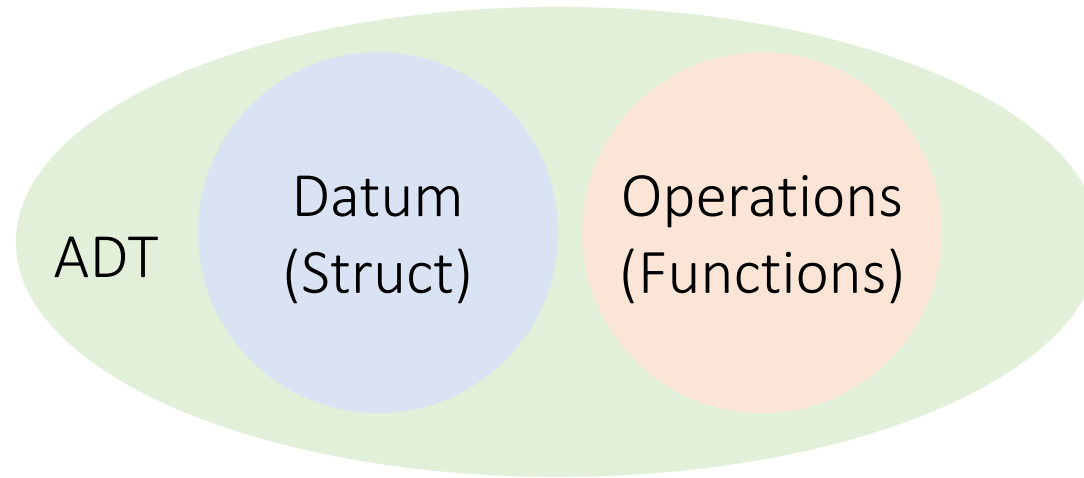 ADT
Datum
(Struct)
Operations
(Functions)